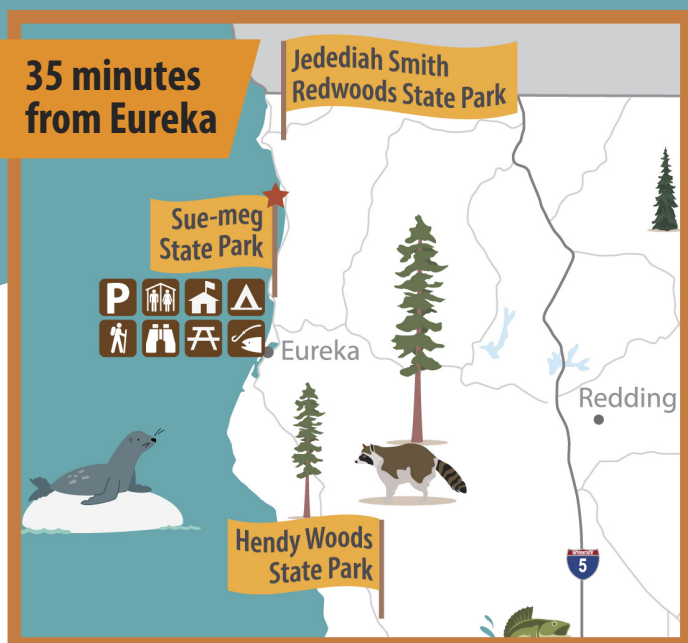 35 minutes
from Eureka
Jedediah Smith
Redwoods State Park
Sue-meg
State Park
P
Eureka
Redding
Hendy Woods
State Park
INTERSTATE
5